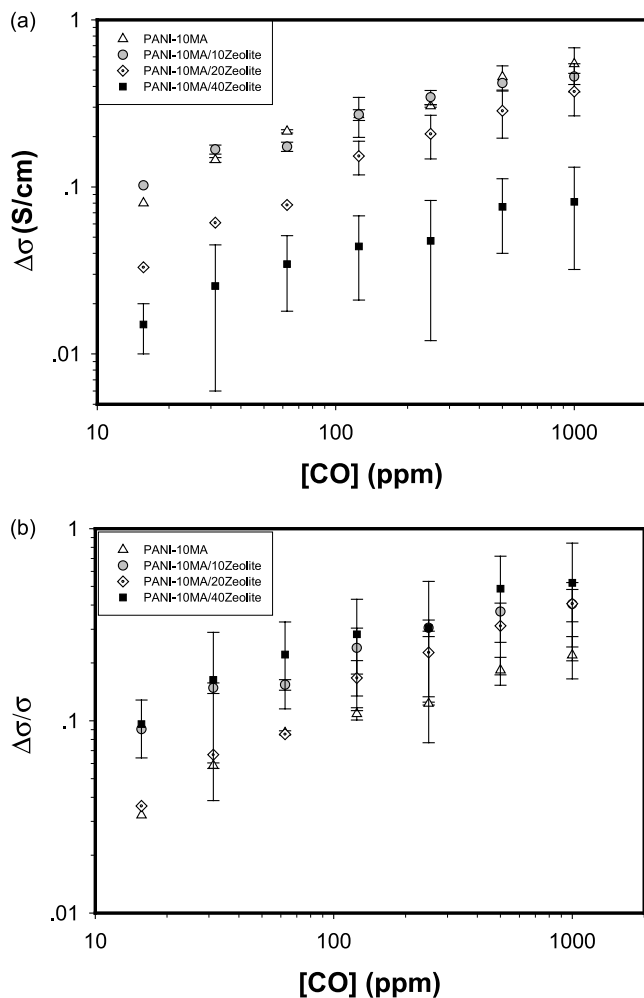 (a)
1
PANI-10MA
PANI-10MA/10Zeolite
PANI-10MA/20Zeolite
PANI-10MA/40Zeolite
Δσ (S/cm)
.1
.01
10
100
1000
[CO] (ppm)
(b)
1
PANI-10MA
PANI-10MA/10Zeolite
PANI-10MA/20Zeolite
PANI-10MA/40Zeolite
Δσ/σ
.1
.01
10
100
1000
[CO] (ppm)